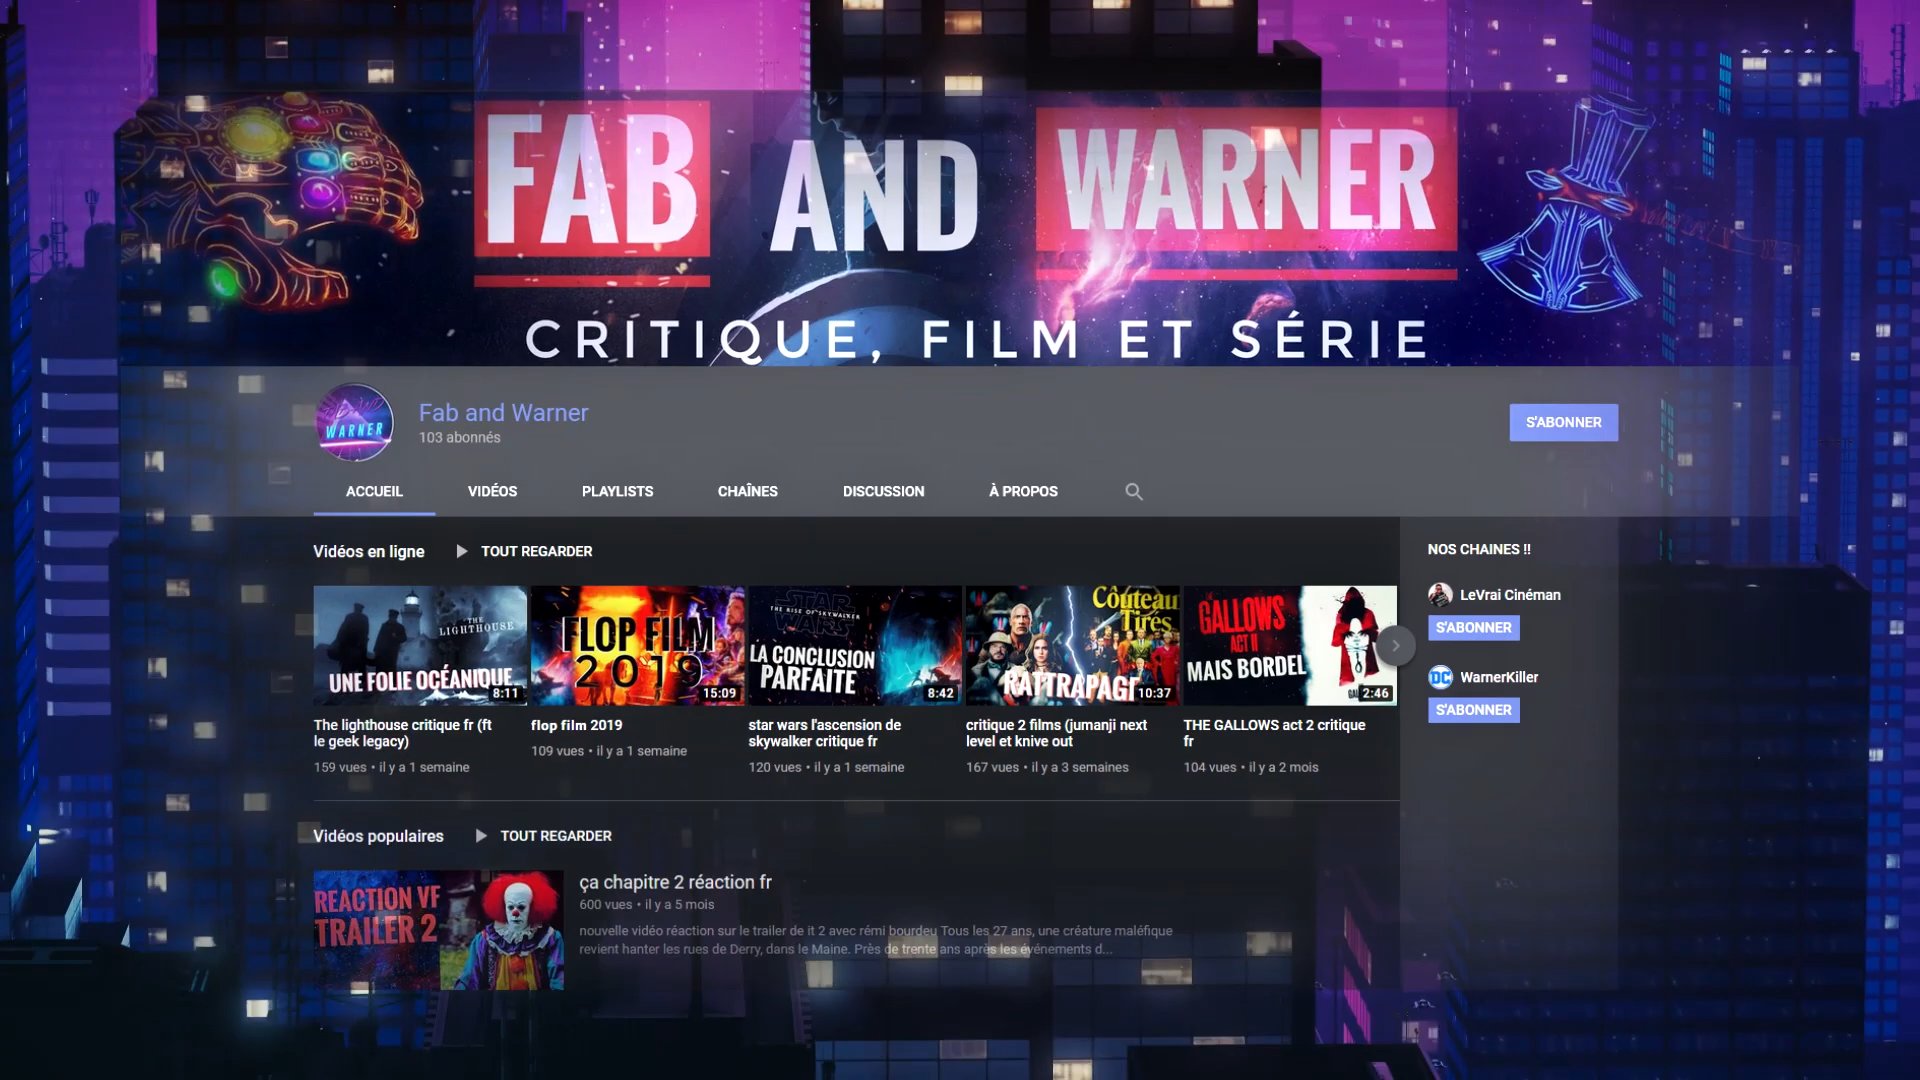 FAB AND WARNER
CRITIQUE, FILM ET SÉRIE
WARNER
Fab and Warner
103 abonnés
S'ABONNER
ACCUEIL VIDÉOS PLAYLISTS CHAÎNES DISCUSSION À PROPOS
Vidéos en ligne TOUT REGARDER
THE
LIGHTHOUSE
UNE FOLIE OCÉANIQUE
8:11
FLOP FILM
2019
15:09
STAR
THE RISE OF SKYWALKER
WARS
LA CONCLUSION
PARFAITE
8:42
Côuteau
Tirés
RATTRAPAGE
10:37
GALLOWS
ACT II
MAIS BORDEL
2:46
The lighthouse critique fr (ft
le geek legacy)
159 vues • il y a 1 semaine
flop film 2019
109 vues • il y a 1 semaine
star wars l'ascension de
skywalker critique fr
120 vues • il y a 1 semaine
critique 2 films (jumanji next
level et knive out
167 vues • il y a 3 semaines
THE GALLOWS act 2 critique
fr
104 vues • il y a 2 mois
NOS CHAINES !!
LeVrai Cinéman
S'ABONNER
DC WarnerKiller
S'ABONNER
Vidéos populaires TOUT REGARDER
REACTION VF
TRAILER 2
ça chapitre 2 réaction fr
600 vues • il y a 5 mois
nouvelle vidéo réaction sur le trailer de it 2 avec rémi bourdeu Tous les 27 ans, une créature maléfique
revient hanter les rues de Derry, dans le Maine. Près de trente ans après les événements d...